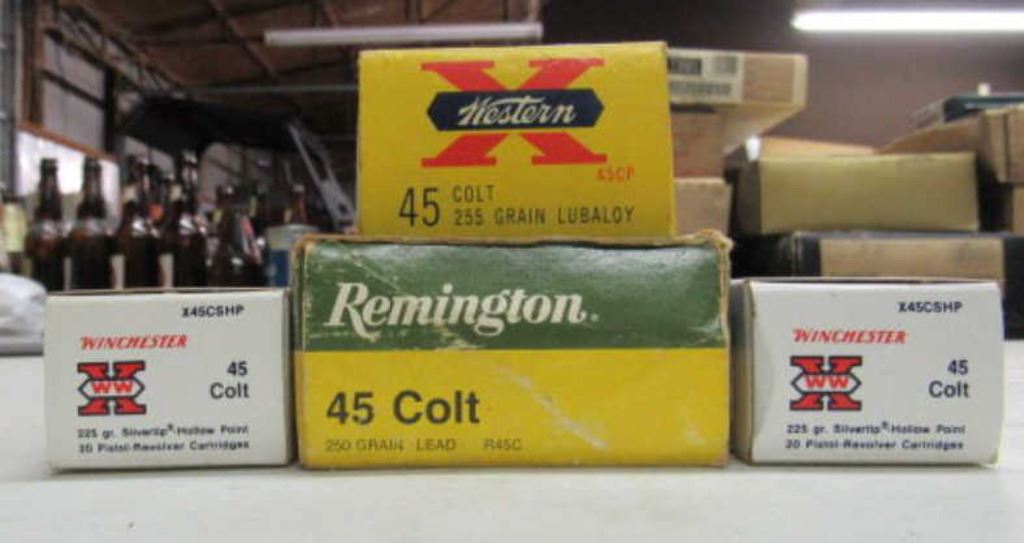 X
Western
45CP
45 COLT
255 GRAIN LUBALOY
Remington.
45 Colt
250 GRAIN LEAD R45C
X45CSHP
WINCHESTER
X
WW
45
Colt
225 gr. Silvertip®-Hollow Point
20 Pistol-Revolver Cartridges
X45CSHP
WINCHESTER
X
WW
45
Colt
225 gr. Silvertip®-Hollow Point
20 Pistol-Revolver Cartridges